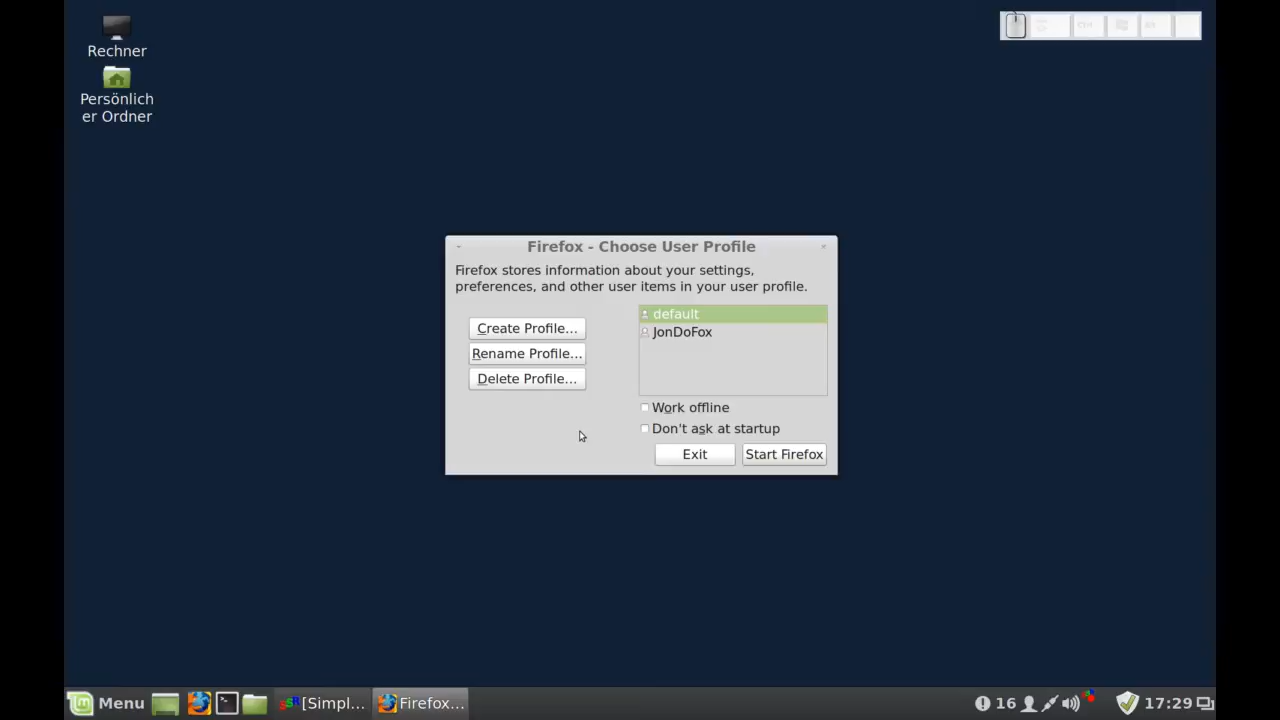 Rechner
Persönlich
er Ordner
Firefox - Choose User Profile
Firefox stores information about your settings,
preferences, and other user items in your user profile.
Create Profile...
Rename Profile...
Delete Profile...
default
JonDoFox
Work offline
Don't ask at startup
Exit
Start Firefox
Menu
[Simpl...
Firefox...
16
17:29